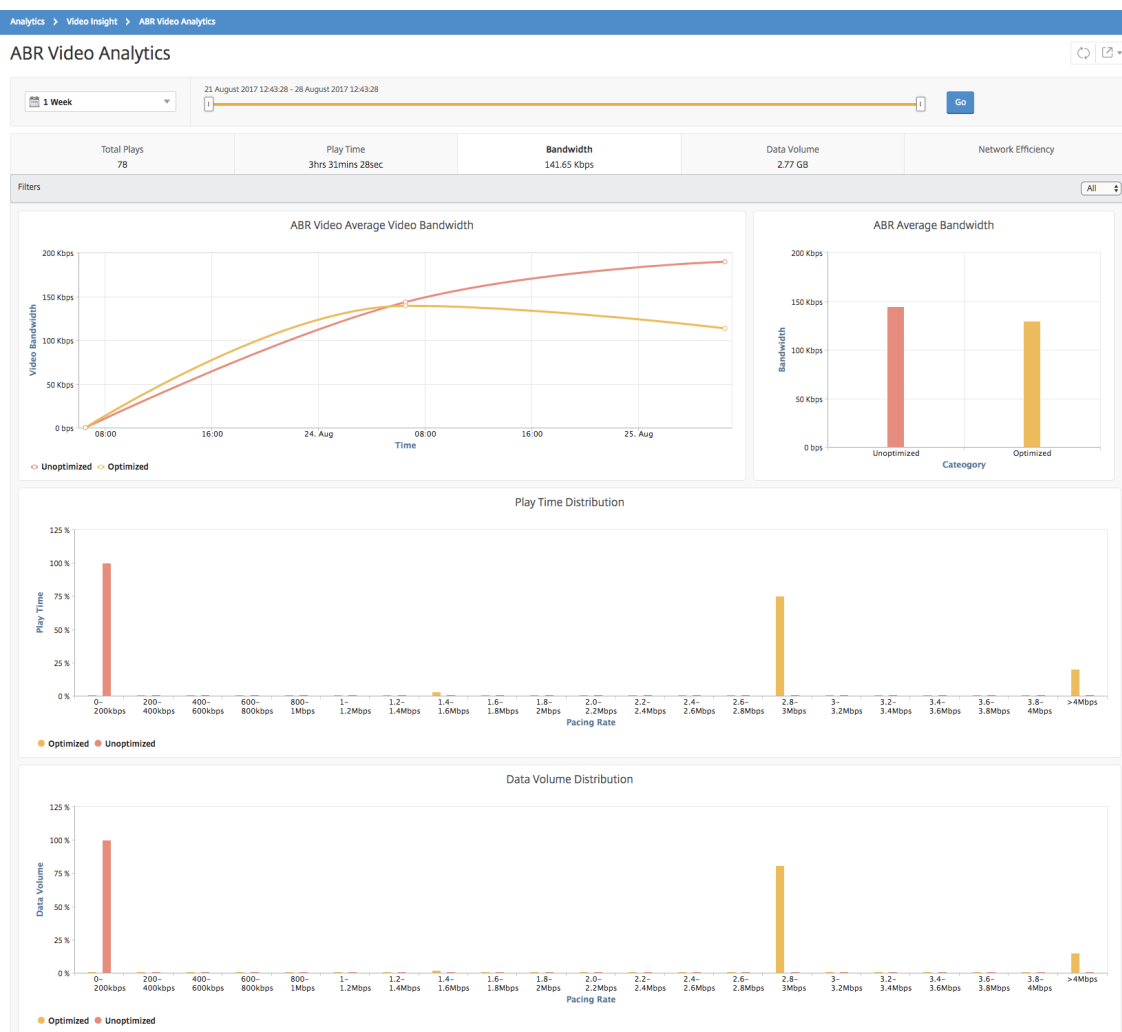 Analytics > Video Insight > ABR Video Analytics
ABR Video Analytics
1 Week
21 August 2017 12:43:28 - 28 August 2017 12:43:28
Go
Total Plays
78
Play Time
3hrs 31mins 28sec
Bandwidth
141.65 Kbps
Data Volume
2.77 GB
Network Efficiency
Filters
All
ABR Video Average Video Bandwidth
Video Bandwidth
200 Kbps
150 Kbps
100 Kbps
50 Kbps
0 bps
08:00 16:00 24. Aug 08:00 16:00 25. Aug
Time
Unoptimized Optimized
ABR Average Bandwidth
Bandwidth
200 Kbps
150 Kbps
100 Kbps
50 Kbps
0 bps
Unoptimized Optimized
Cateogory
Play Time Distribution
Play Time
125 %
100 %
75 %
50 %
25 %
0 %
0– 200– 400– 600– 800– 1– 1.2– 1.4– 1.6– 1.8– 2.0– 2.2– 2.4– 2.6– 2.8– 3– 3.2– 3.4– 3.6– 3.8– >4Mbps
200kbps 400kbps 600kbps 800kbps 1Mbps 1.2Mbps 1.4Mbps 1.6Mbps 1.8Mbps 2Mbps 2.2Mbps 2.4Mbps 2.6Mbps 2.8Mbps 3Mbps 3.2Mbps 3.4Mbps 3.6Mbps 3.8Mbps 4Mbps
Pacing Rate
Optimized Unoptimized
Data Volume Distribution
Data Volume
125 %
100 %
75 %
50 %
25 %
0 %
0– 200– 400– 600– 800– 1– 1.2– 1.4– 1.6– 1.8– 2.0– 2.2– 2.4– 2.6– 2.8– 3– 3.2– 3.4– 3.6– 3.8– >4Mbps
200kbps 400kbps 600kbps 800kbps 1Mbps 1.2Mbps 1.4Mbps 1.6Mbps 1.8Mbps 2Mbps 2.2Mbps 2.4Mbps 2.6Mbps 2.8Mbps 3Mbps 3.2Mbps 3.4Mbps 3.6Mbps 3.8Mbps 4Mbps
Pacing Rate
Optimized Unoptimized